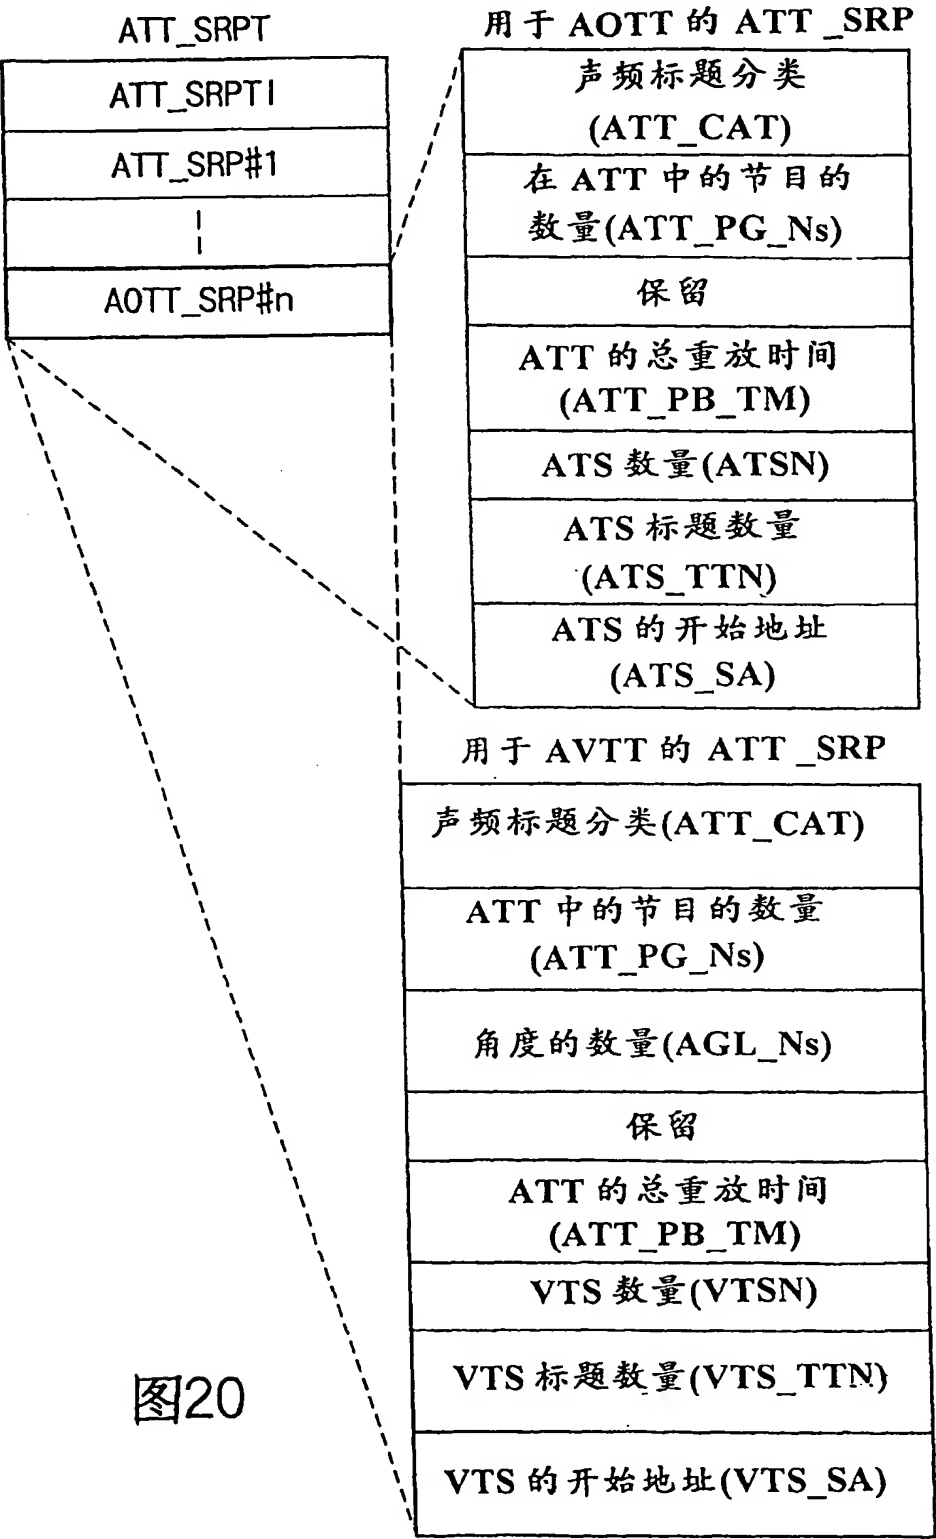 ATT_SRPT
ATT_SRPTI
ATT_SRP#1
AOTT_SRP#n
用于 AOTT 的 ATT _SRP
声频标题分类
(ATT_CAT)
在 ATT 中的节目的
数量(ATT_PG_Ns)
保留
ATT 的总重放时间
(ATT_PB_TM)
ATS 数量(ATSN)
ATS 标题数量
(ATS_TTN)
ATS 的开始地址
(ATS_SA)
用于 AVTT 的 ATT _SRP
声频标题分类(ATT_CAT)
ATT 中的节目的数量
(ATT_PG_Ns)
角度的数量(AGL_Ns)
保留
ATT 的总重放时间
(ATT_PB_TM)
VTS 数量(VTSN)
VTS 标题数量(VTS_TTN)
VTS 的开始地址(VTS_SA)
图20